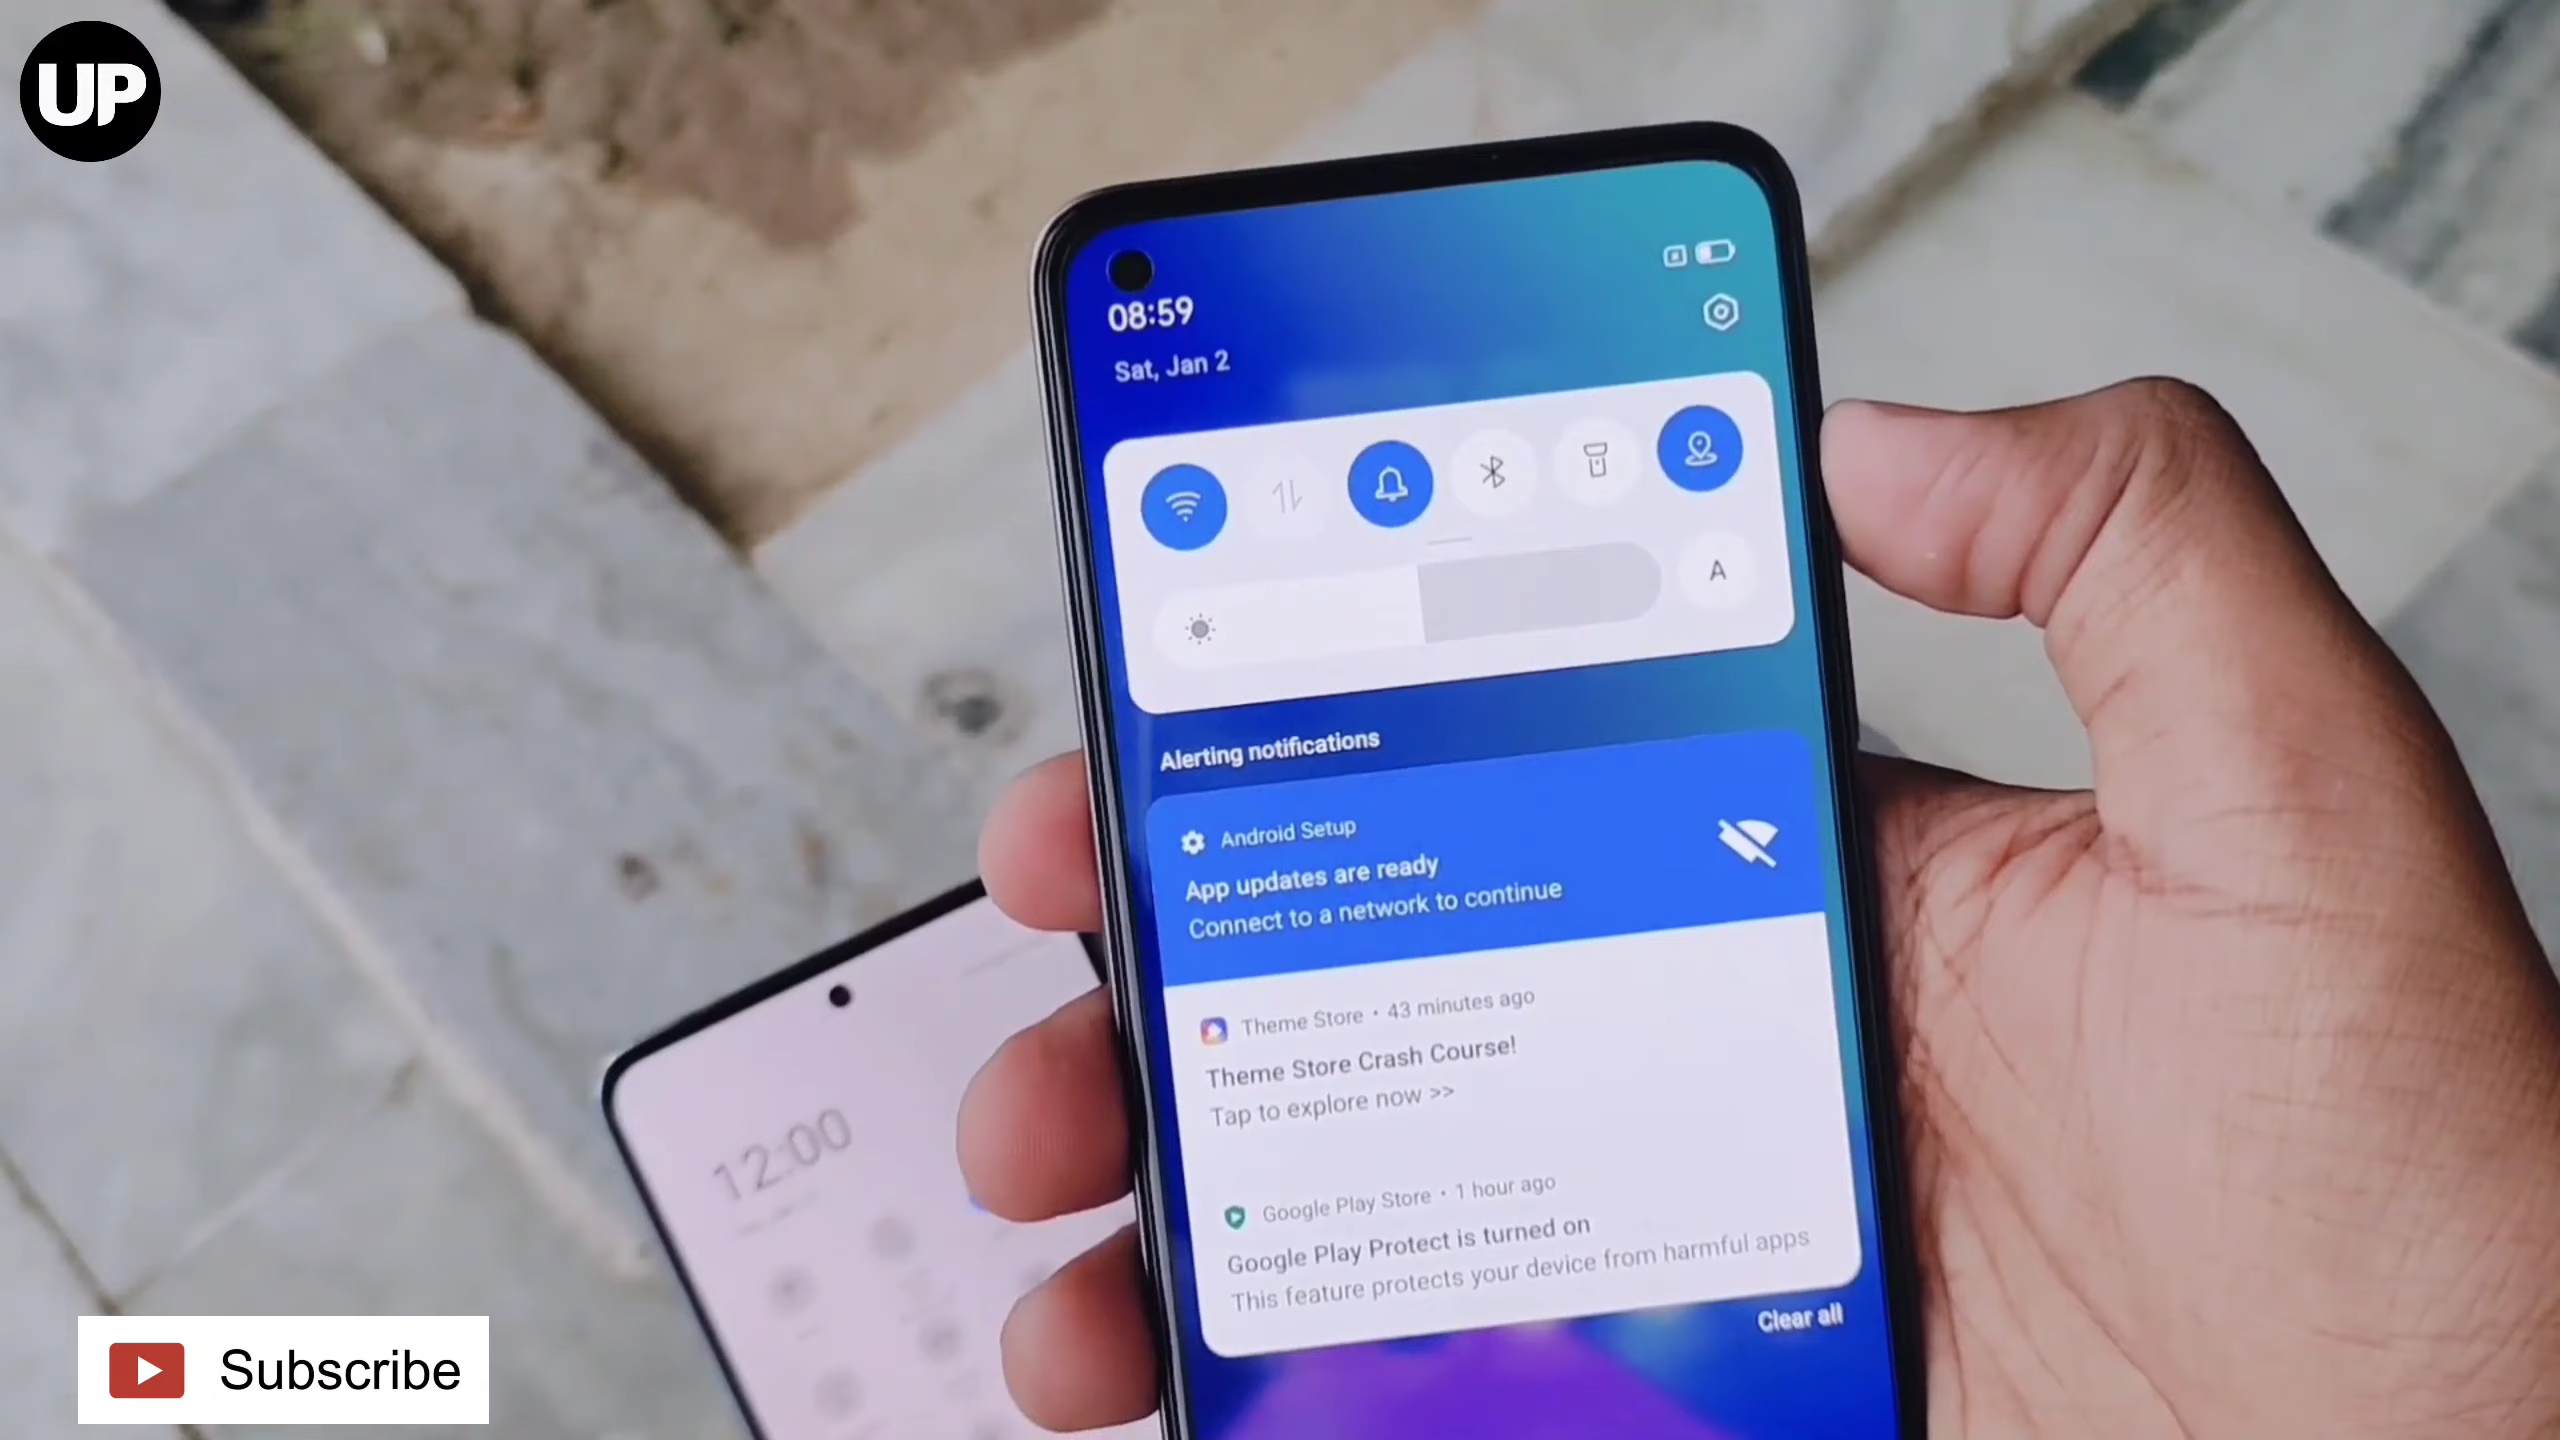 UP
08:59
Sat, Jan 2
A
Alerting notifications
Android Setup
App updates are ready
Connect to a network to continue
Theme Store • 43 minutes ago
Theme Store Crash Course!
Tap to explore now >>
Google Play Store • 1 hour ago
Google Play Protect is turned on
This feature protects your device from harmful apps
Clear all
12:00
Subscribe